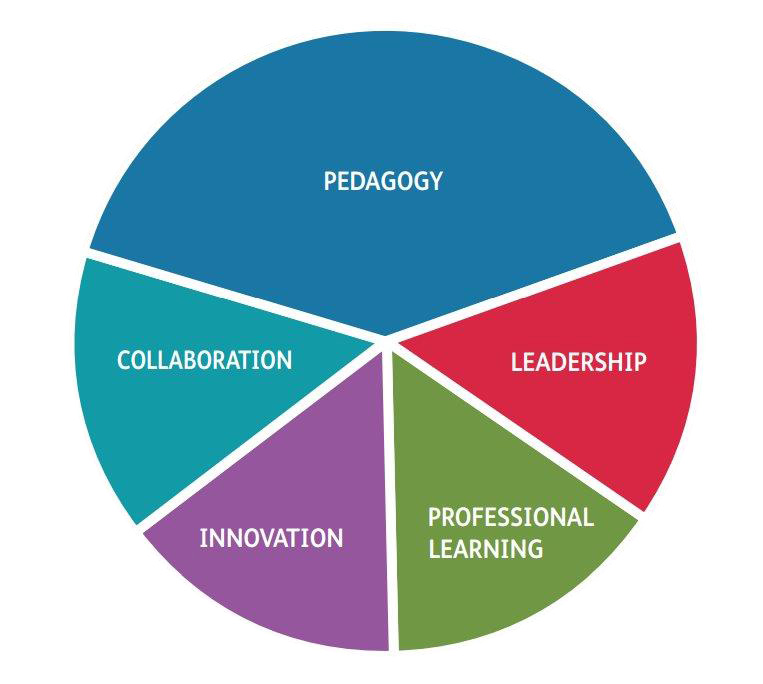 PEDAGOGY
COLLABORATION
LEADERSHIP
INNOVATION
PROFESSIONAL
LEARNING